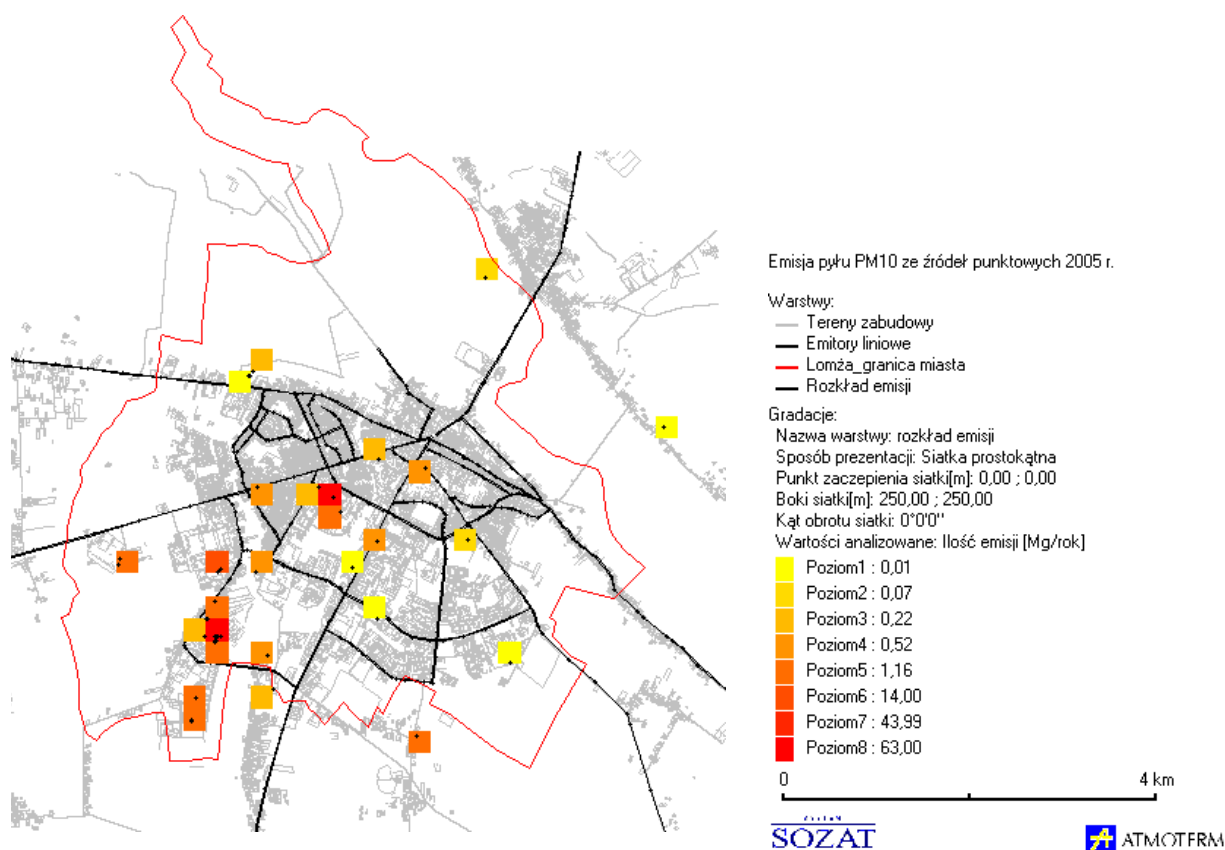 Emisja pyłu PM10 ze źródeł punktowych 2005 r.
Warstwy:
Tereny zabudowy
Emitory liniowe
Lomża_granica miasta
Rozkład emisji
Gradacje:
Nazwa warstwy: rozkład emisji
Sposób prezentacji: Siatka prostokątna
Punkt zaczepienia siatki[m]: 0,00 ; 0,00
Boki siatki[m]: 250,00 ; 250,00
Kąt obrotu siatki: 0°0'0''
Wartości analizowane: Ilość emisji [Mg/rok]
Poziom1 : 0,01
Poziom2 : 0,07
Poziom3 : 0,22
Poziom4 : 0,52
Poziom5 : 1,16
Poziom6 : 14,00
Poziom7 : 43,99
Poziom8 : 63,00
0 4 km
SOZAT
ATMOTERM